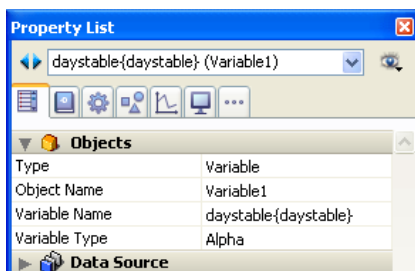 Property List
daystable{daystable} (Variable1)
Objects
Type Variable
Object Name Variable1
Variable Name daystable{daystable}
Variable Type Alpha
Data Source